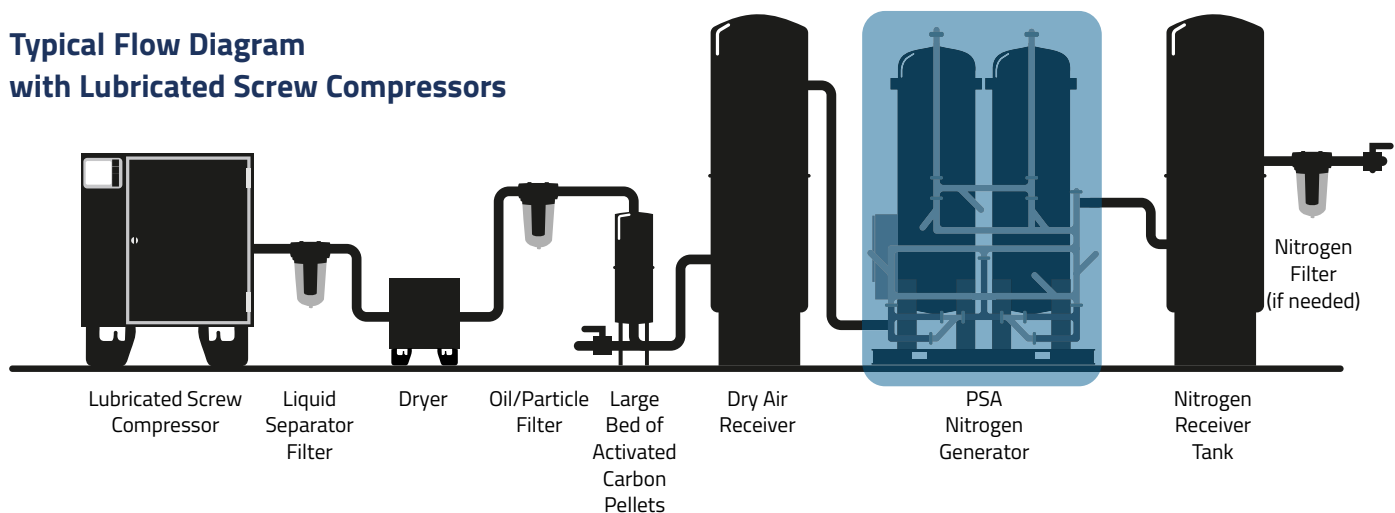 Typical Flow Diagram
with Lubricated Screw Compressors
Nitrogen
Filter
(if needed)
Lubricated Screw
Compressor
Liquid
Separator
Filter
Dryer
Oil/Particle
Filter
Large
Bed of
Activated
Carbon
Pellets
Dry Air
Receiver
PSA
Nitrogen
Generator
Nitrogen
Receiver
Tank